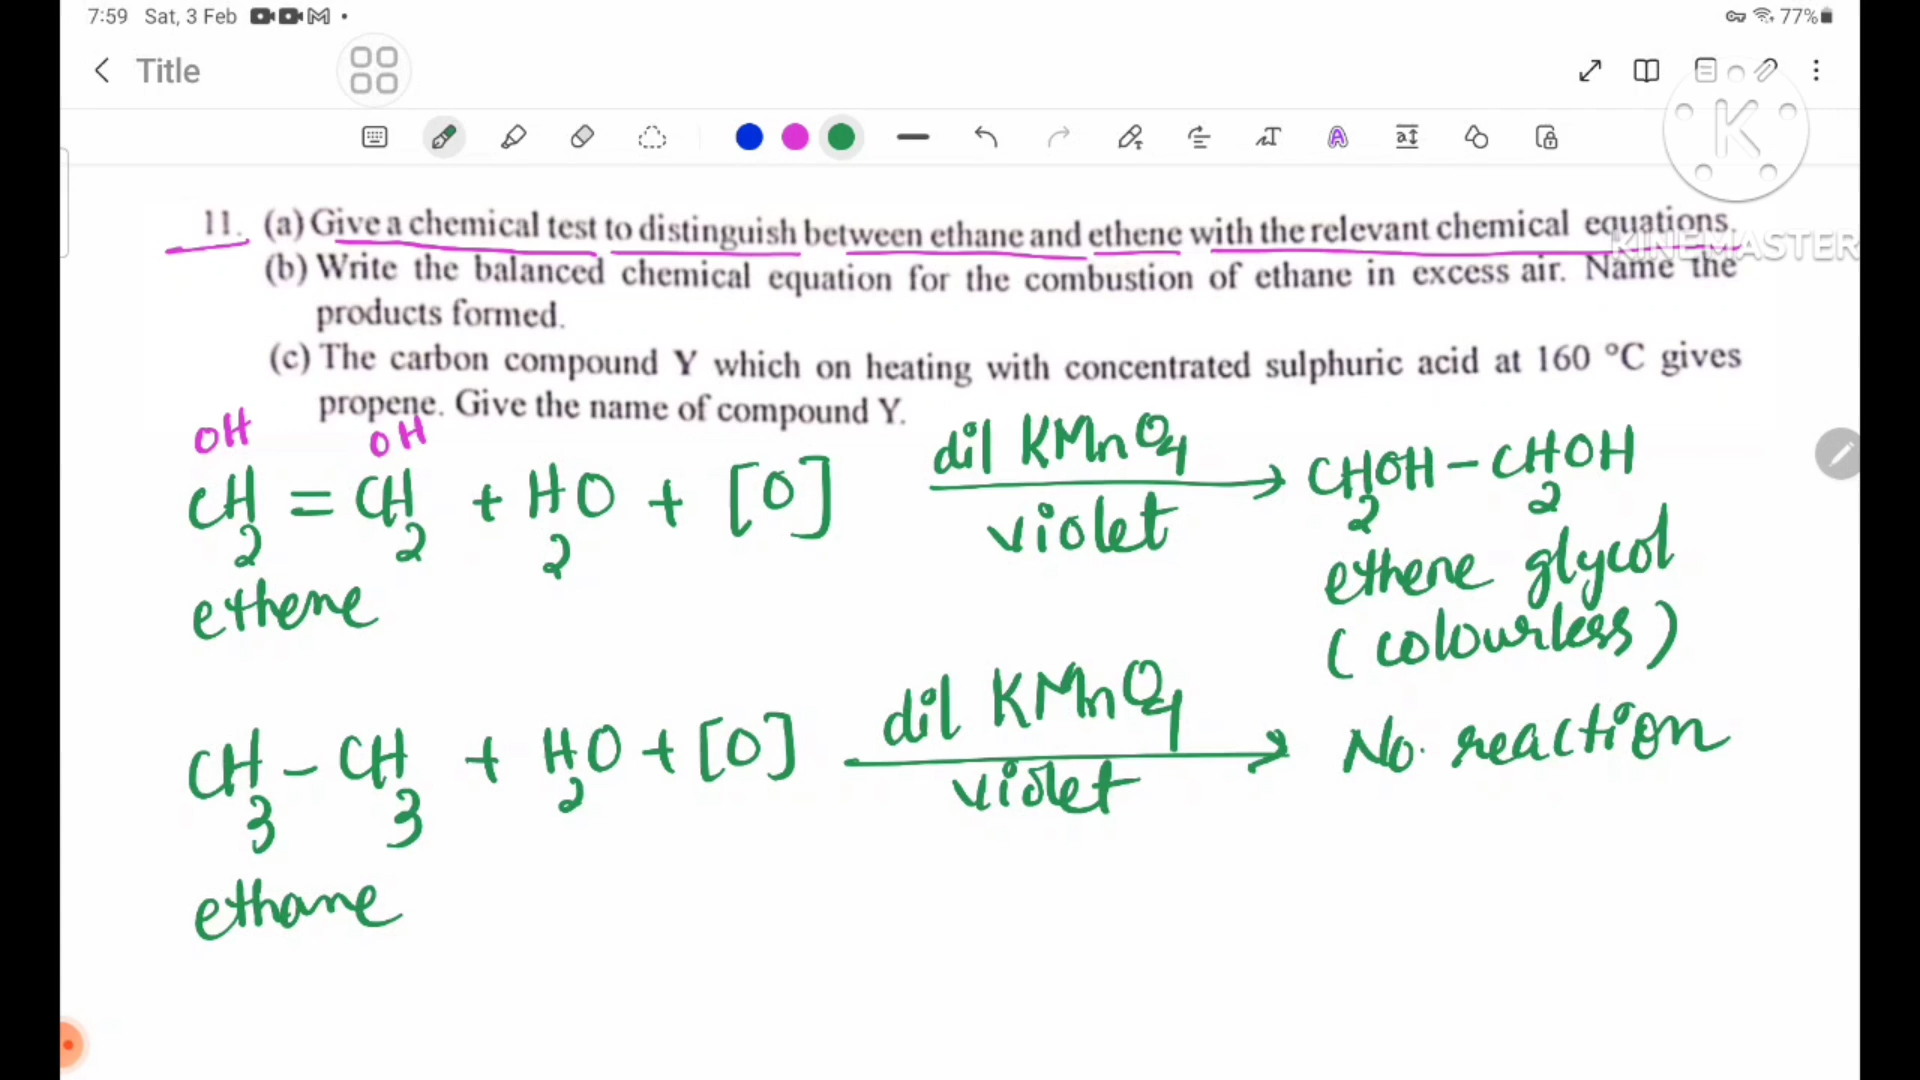 7:59 Sat, 3 Feb
77%
Title
K
KINEMASTER
11. (a) Give a chemical test to distinguish between ethane and ethene with the relevant chemical equations.
(b) Write the balanced chemical equation for the combustion of ethane in excess air. Name the
products formed.
(c) The carbon compound Y which on heating with concentrated sulphuric acid at 160 °C gives
propene. Give the name of compound Y.
OH OH
CH₂ = CH₂ + H₂O + [O] dil KMnO₄ → CH₂OH – CH₂OH
violet
ethene
ethene glycol
(colourless)
CH₃ – CH₃ + H₂O + [O] dil KMnO₄ → No reaction
violet
ethane